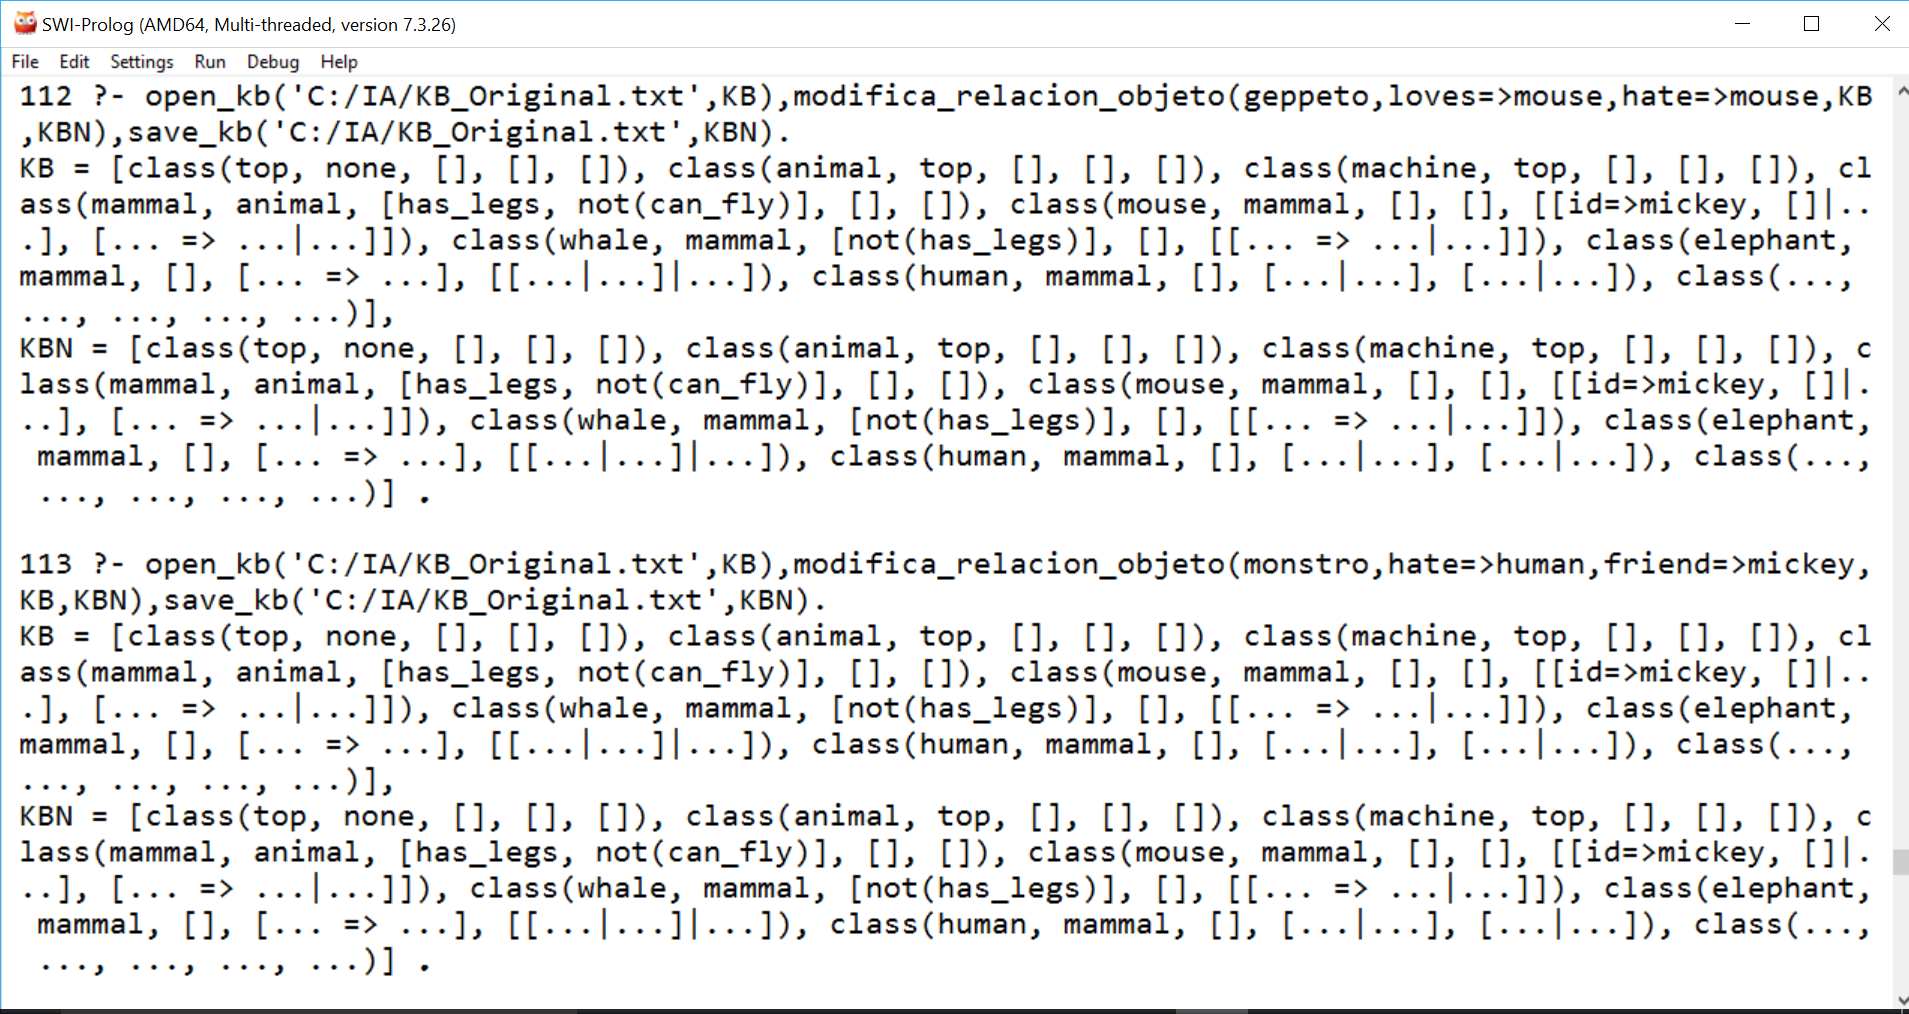 SWI-Prolog (AMD64, Multi-threaded, version 7.3.26)
File Edit Settings Run Debug Help
112 ?- open_kb('C:/IA/KB_Original.txt',KB),modifica_relacion_objeto(geppeto,loves=>mouse,hate=>mouse,KB
,KBN),save_kb('C:/IA/KB_Original.txt',KBN).
KB = [class(top, none, [], [], []), class(animal, top, [], [], []), class(machine, top, [], [], []), cl
ass(mammal, animal, [has_legs, not(can_fly)], [], []), class(mouse, mammal, [], [], [[id=>mickey, []|..
.], [... => ...|...]]), class(whale, mammal, [not(has_legs)], [], [[... => ...|...]]), class(elephant,
mammal, [], [... => ...], [[...|...]|...]), class(human, mammal, [], [...|...], [...|...]), class(...,
..., ..., ..., ...)],
KBN = [class(top, none, [], [], []), class(animal, top, [], [], []), class(machine, top, [], [], []), c
lass(mammal, animal, [has_legs, not(can_fly)], [], []), class(mouse, mammal, [], [], [[id=>mickey, []|.
..], [... => ...|...]]), class(whale, mammal, [not(has_legs)], [], [[... => ...|...]]), class(elephant,
mammal, [], [... => ...], [[...|...]|...]), class(human, mammal, [], [...|...], [...|...]), class(...,
..., ..., ..., ...)] .
113 ?- open_kb('C:/IA/KB_Original.txt',KB),modifica_relacion_objeto(monstro,hate=>human,friend=>mickey,
KB,KBN),save_kb('C:/IA/KB_Original.txt',KBN).
KB = [class(top, none, [], [], []), class(animal, top, [], [], []), class(machine, top, [], [], []), cl
ass(mammal, animal, [has_legs, not(can_fly)], [], []), class(mouse, mammal, [], [], [[id=>mickey, []|..
.], [... => ...|...]]), class(whale, mammal, [not(has_legs)], [], [[... => ...|...]]), class(elephant,
mammal, [], [... => ...], [[...|...]|...]), class(human, mammal, [], [...|...], [...|...]), class(...,
..., ..., ..., ...)],
KBN = [class(top, none, [], [], []), class(animal, top, [], [], []), class(machine, top, [], [], []), c
lass(mammal, animal, [has_legs, not(can_fly)], [], []), class(mouse, mammal, [], [], [[id=>mickey, []|.
..], [... => ...|...]]), class(whale, mammal, [not(has_legs)], [], [[... => ...|...]]), class(elephant,
mammal, [], [... => ...], [[...|...]|...]), class(human, mammal, [], [...|...], [...|...]), class(...,
..., ..., ..., ...)] .